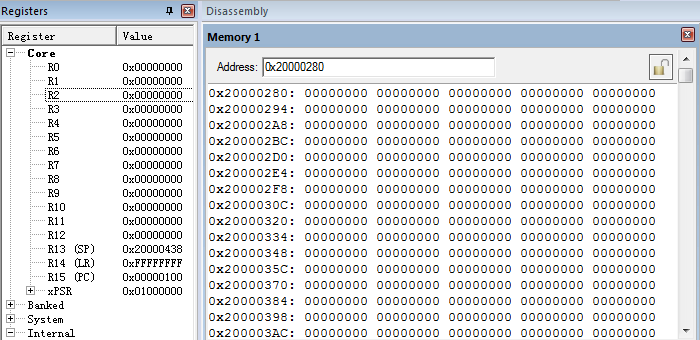 Registers
Register Value
Core
R0 0x00000000
R1 0x00000000
R2 0x00000000
R3 0x00000000
R4 0x00000000
R5 0x00000000
R6 0x00000000
R7 0x00000000
R8 0x00000000
R9 0x00000000
R10 0x00000000
R11 0x00000000
R12 0x00000000
R13 (SP) 0x20000438
R14 (LR) 0xFFFFFFFF
R15 (PC) 0x00000100
xPSR 0x01000000
Banked
System
Internal
Disassembly
Memory 1
Address: 0x20000280
0x20000280: 00000000 00000000 00000000 00000000 00000000
0x20000294: 00000000 00000000 00000000 00000000 00000000
0x200002A8: 00000000 00000000 00000000 00000000 00000000
0x200002BC: 00000000 00000000 00000000 00000000 00000000
0x200002D0: 00000000 00000000 00000000 00000000 00000000
0x200002E4: 00000000 00000000 00000000 00000000 00000000
0x200002F8: 00000000 00000000 00000000 00000000 00000000
0x2000030C: 00000000 00000000 00000000 00000000 00000000
0x20000320: 00000000 00000000 00000000 00000000 00000000
0x20000334: 00000000 00000000 00000000 00000000 00000000
0x20000348: 00000000 00000000 00000000 00000000 00000000
0x2000035C: 00000000 00000000 00000000 00000000 00000000
0x20000370: 00000000 00000000 00000000 00000000 00000000
0x20000384: 00000000 00000000 00000000 00000000 00000000
0x20000398: 00000000 00000000 00000000 00000000 00000000
0x200003AC: 00000000 00000000 00000000 00000000 00000000